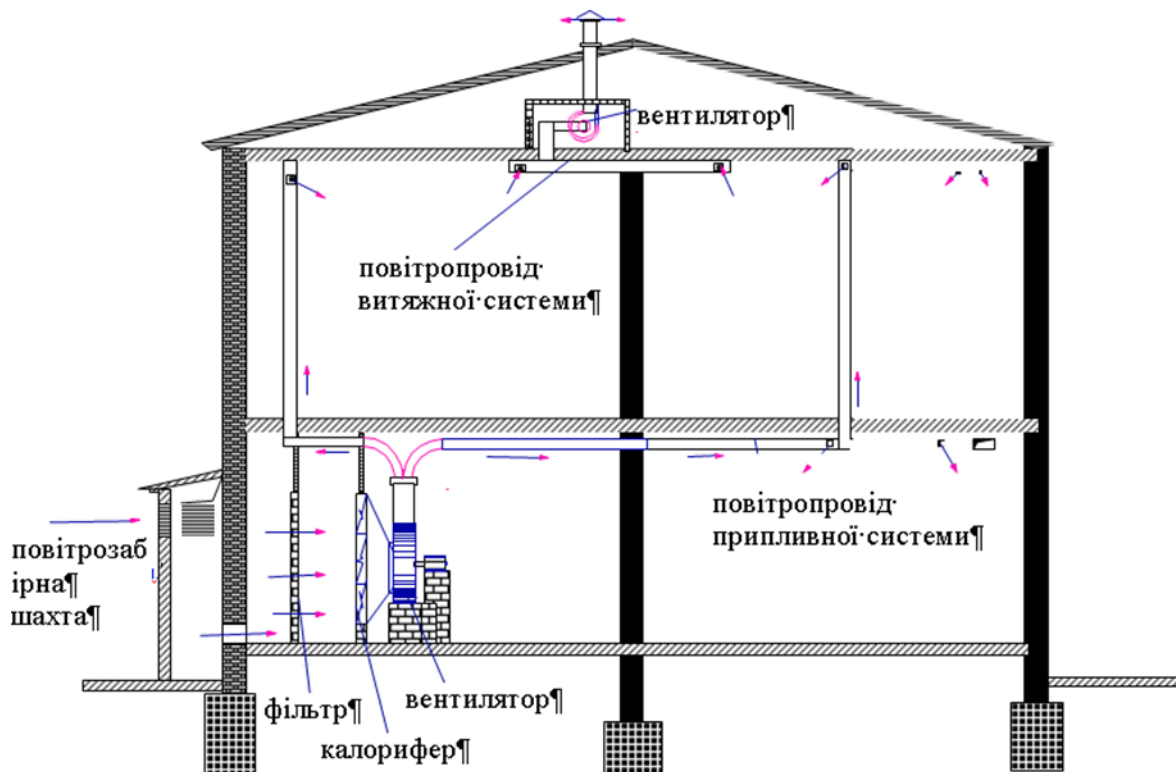 вентилятор¶
повітропровід·
витяжної·системи¶
повітропровід·
припливної·системи¶
повітрозаб
ірна¶
шахта¶
фільтр¶
вентилятор¶
калорифер¶